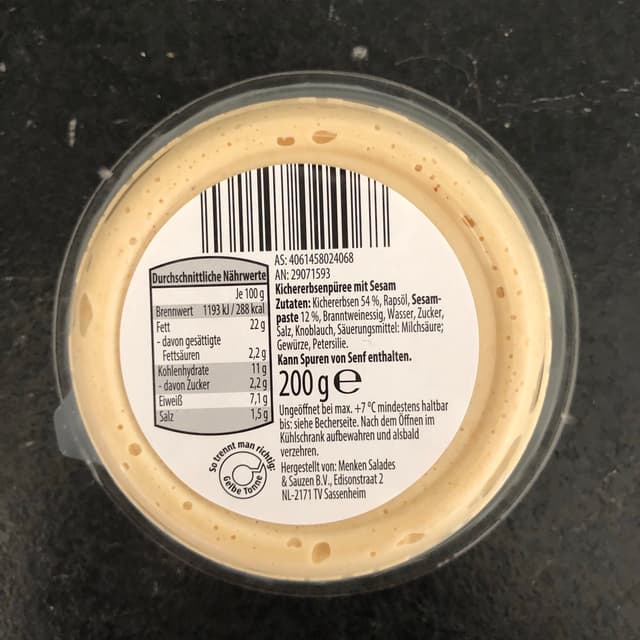 AS: 4061458024068
AN: 29071593
Durchschnittliche Nährwerte
Je 100 g
Brennwert 1193 kJ / 288 kcal
Fett 22 g
- davon gesättigte
Fettsäuren 2,2 g
Kohlenhydrate 11 g
- davon Zucker 2,2 g
Eiweiß 7,1 g
Salz 1,5 g
Kichererbsenpüree mit Sesam
Zutaten: Kichererbsen 54 %, Rapsöl, Sesam-
paste 12 %, Branntweinessig, Wasser, Zucker,
Salz, Knoblauch, Säuerungsmittel: Milchsäure;
Gewürze, Petersilie.
Kann Spuren von Senf enthalten.
200 g e
Ungeöffnet bei max. +7 °C mindestens haltbar
bis: siehe Becherseite. Nach dem Öffnen im
Kühlschrank aufbewahren und alsbald
verzehren.
Hergestellt von: Menken Salades
& Sauzen B.V., Edisonstraat 2
NL-2171 TV Sassenheim
So trennt man richtig:
Gelbe Tonne